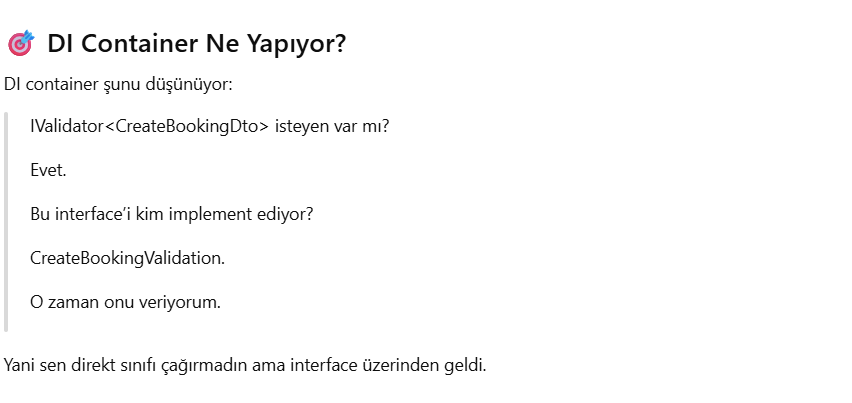 🎯 DI Container Ne Yapıyor?
DI container şunu düşünüyor:
IValidator<CreateBookingDto> isteyen var mı?
Evet.
Bu interface’i kim implement ediyor?
CreateBookingValidation.
O zaman onu veriyorum.
Yani sen direkt sınıfı çağırmadın ama interface üzerinden geldi.